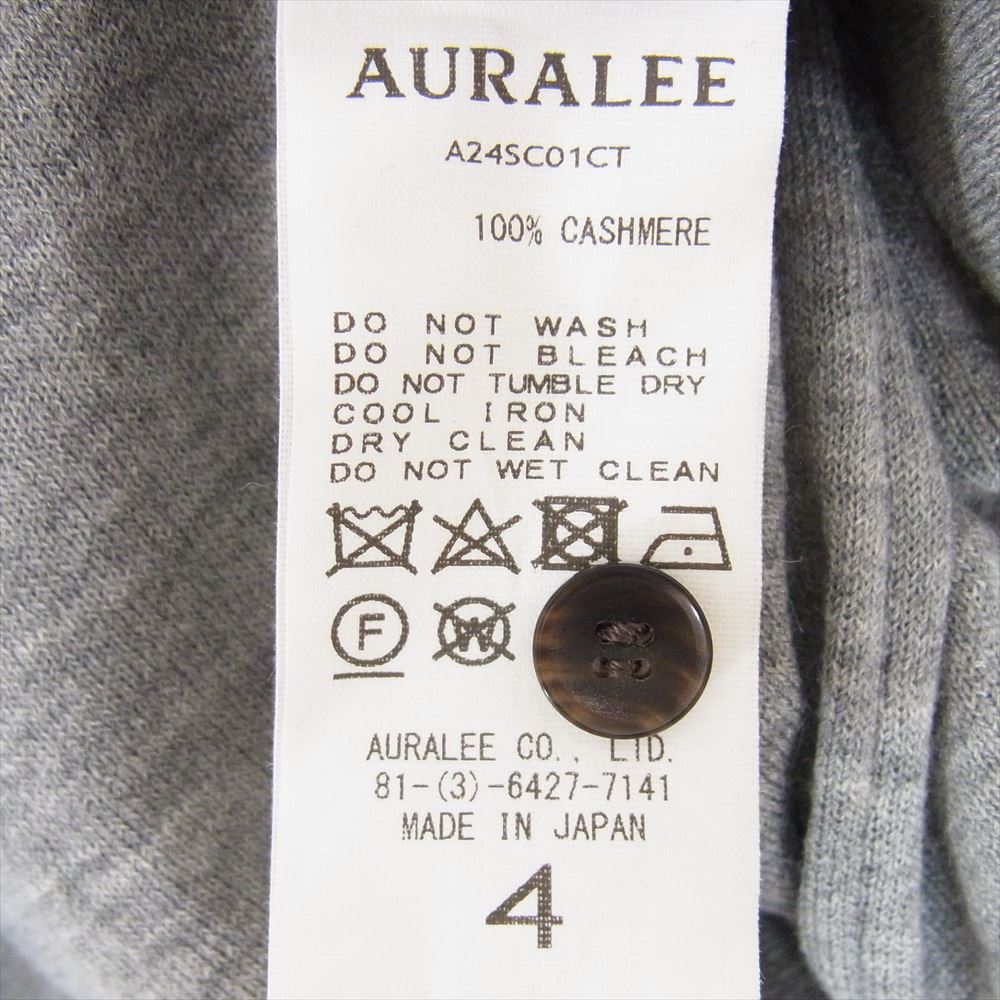 AURALEE
A24SC01CT
100% CASHMERE
DO NOT WASH
DO NOT BLEACH
DO NOT TUMBLE DRY
COOL IRON
DRY CLEAN
DO NOT WET CLEAN
F W
AURALEE CO., LTD.
81-(3)-6427-7141
MADE IN JAPAN
4